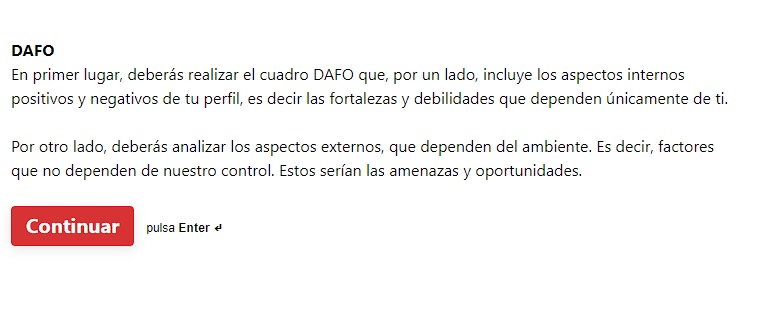 DAFO
En primer lugar, deberás realizar el cuadro DAFO que, por un lado, incluye los aspectos internos
positivos y negativos de tu perfil, es decir las fortalezas y debilidades que dependen únicamente de ti.
Por otro lado, deberás analizar los aspectos externos, que dependen del ambiente. Es decir, factores
que no dependen de nuestro control. Estos serían las amenazas y oportunidades.
Continuar pulsa Enter ↵